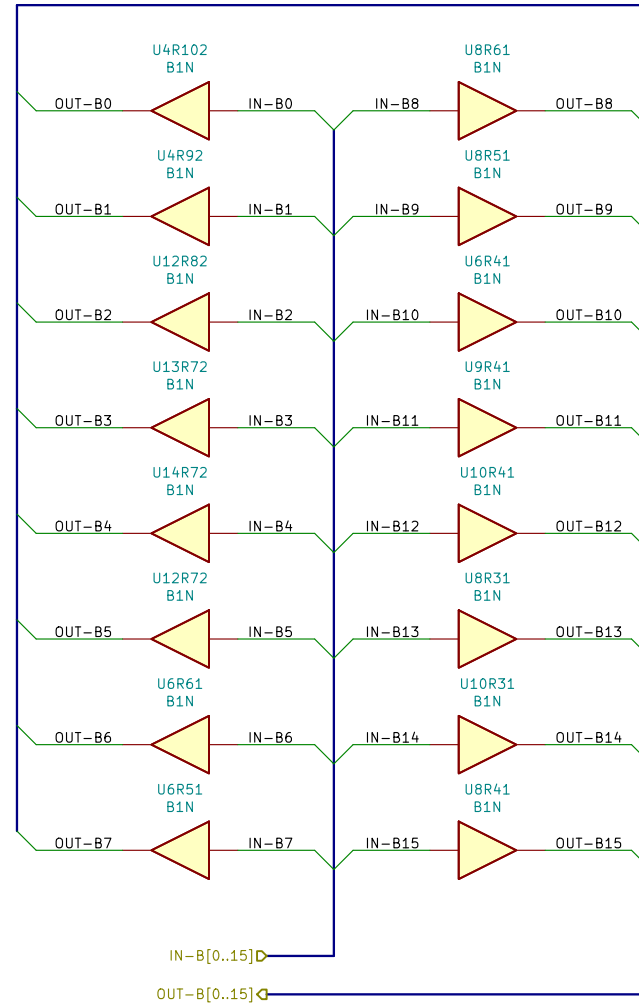 U4R102
B1N
OUT-B0 IN-B0
U8R61
B1N
IN-B8 OUT-B8
U4R92
B1N
OUT-B1 IN-B1
U8R51
B1N
IN-B9 OUT-B9
U12R82
B1N
OUT-B2 IN-B2
U6R41
B1N
IN-B10 OUT-B10
U13R72
B1N
OUT-B3 IN-B3
U9R41
B1N
IN-B11 OUT-B11
U14R72
B1N
OUT-B4 IN-B4
U10R41
B1N
IN-B12 OUT-B12
U12R72
B1N
OUT-B5 IN-B5
U8R31
B1N
IN-B13 OUT-B13
U6R61
B1N
OUT-B6 IN-B6
U10R31
B1N
IN-B14 OUT-B14
U6R51
B1N
OUT-B7 IN-B7
U8R41
B1N
IN-B15 OUT-B15
IN-B[0..15]
OUT-B[0..15]